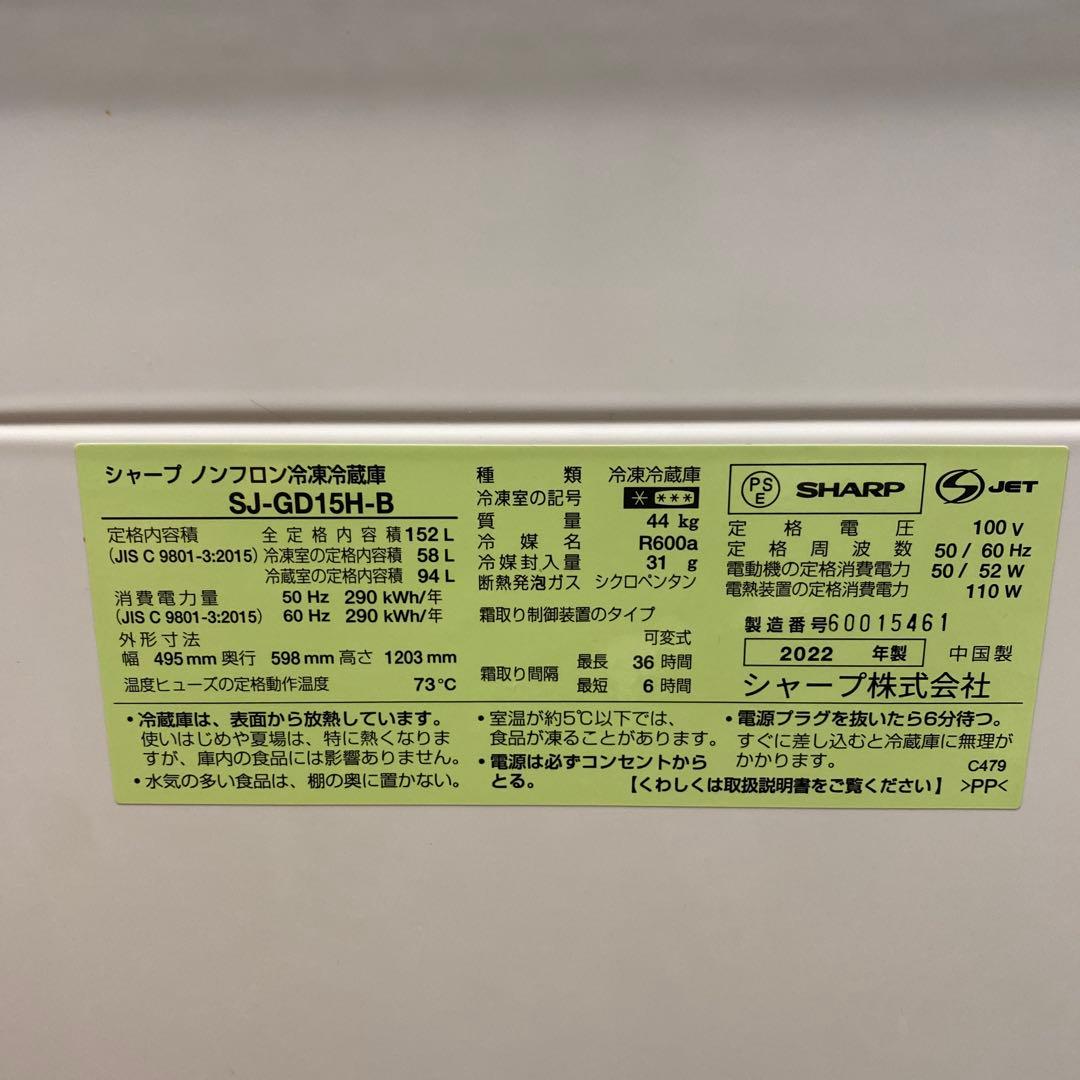 シャープ ノンフロン冷凍冷蔵庫
SJ-GD15H-B
定格内容積 全定格内容積 152 L
(JIS C 9801-3:2015) 冷凍室の定格内容積 58 L
冷蔵室の定格内容積 94 L
消費電力量 50 Hz 290 kWh/年
(JIS C 9801-3:2015) 60 Hz 290 kWh/年
外形寸法
幅 495 mm 奥行 598 mm 高さ 1203 mm
温度ヒューズの定格動作温度 73℃
種類 冷凍冷蔵庫
冷凍室の記号 * ***
質量 44 kg
冷媒名 R600a
冷媒封入量 31 g
断熱発泡ガス シクロペンタン
霜取り制御装置のタイプ
可変式
霜取り間隔 最長 36 時間
最短 6 時間
PS E SHARP JET
定格電圧 100 V
定格周波数 50 / 60 Hz
電動機の定格消費電力 50 / 52 W
電熱装置の定格消費電力 110 W
製造番号 60015461
2022 年製 中国製
シャープ株式会社
・冷蔵庫は、表面から放熱しています。
使いはじめや夏場は、特に熱くなりま
すが、庫内の食品には影響ありません。
・水気の多い食品は、棚の奥に置かない。
・室温が約5℃以下では、
食品が凍ることがあります。
・電源は必ずコンセントから
とる。
・電源プラグを抜いたら6分待つ。
すぐに差し込むと冷蔵庫に無理が
かかります。 C479
【くわしくは取扱説明書をご覧ください】 >PP<